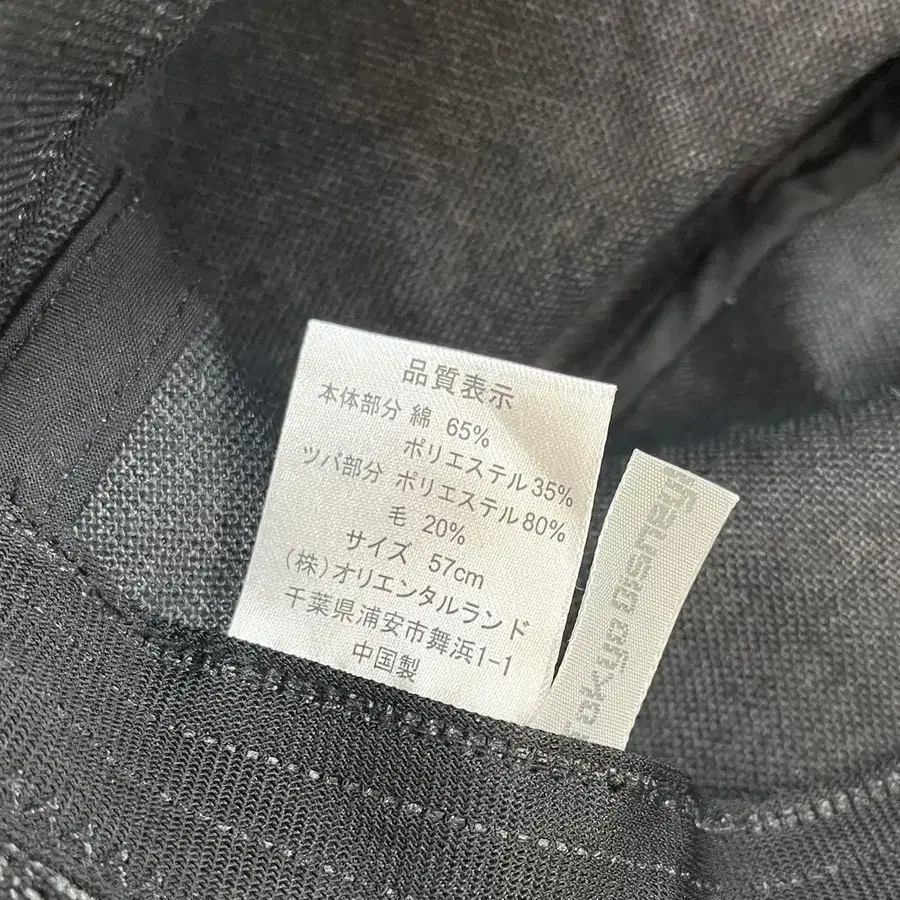 品質表示
本体部分 綿 65%
ポリエステル35%
ツバ部分 ポリエステル80%
毛 20%
サイズ 57cm
(株)オリエンタルランド
千葉県浦安市舞浜1-1
中国製